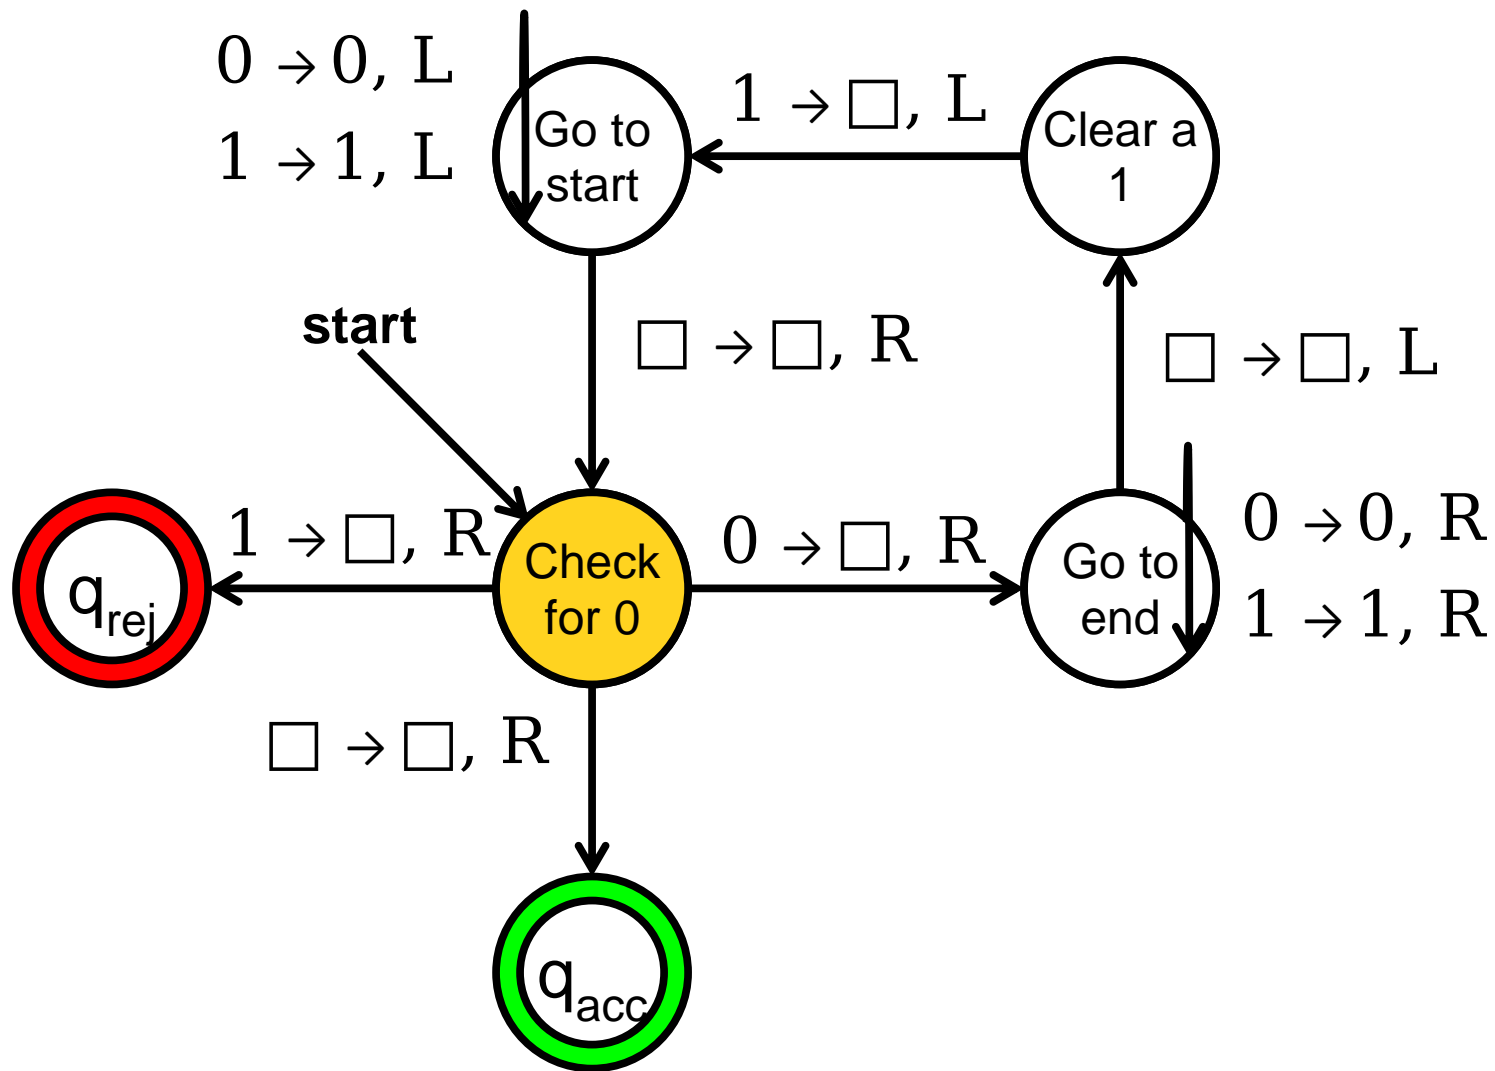 0 → 0, L
1 → 1, L
Go to
start
1 → □, L
Clear a
1
start
□ → □, R
□ → □, L
q_rej
1 → □, R
Check
for 0
0 → □, R
Go to
end
0 → 0, R
1 → 1, R
□ → □, R
q_acc